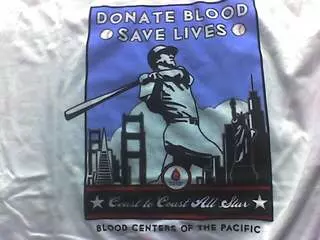 DONATE BLOOD
SAVE LIVES
Coast to Coast All Star
BLOOD CENTERS OF THE PACIFIC